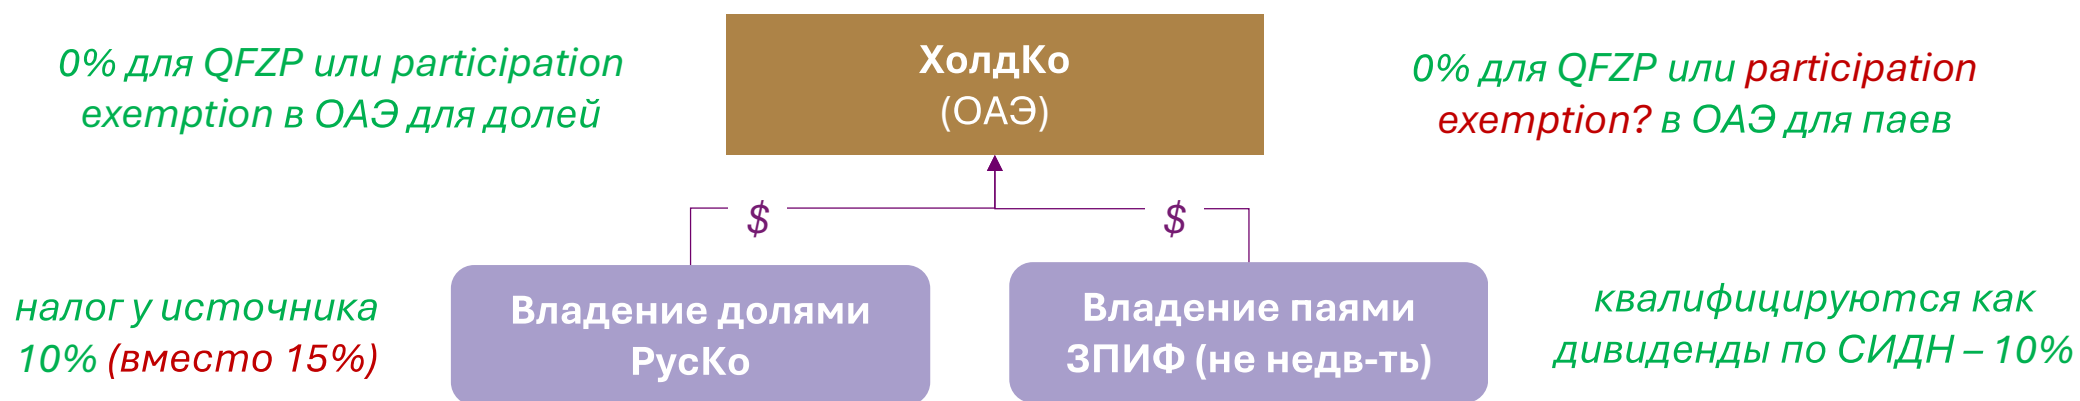 0% для QFZP или participation
exemption в ОАЭ для долей
ХолдКо
(ОАЭ)
0% для QFZP или participation
exemption? в ОАЭ для паев
$
$
налог у источника
10% (вместо 15%)
Владение долями
РусКо
Владение паями
ЗПИФ (не недв-ть)
квалифицируются как
дивиденды по СИДН – 10%